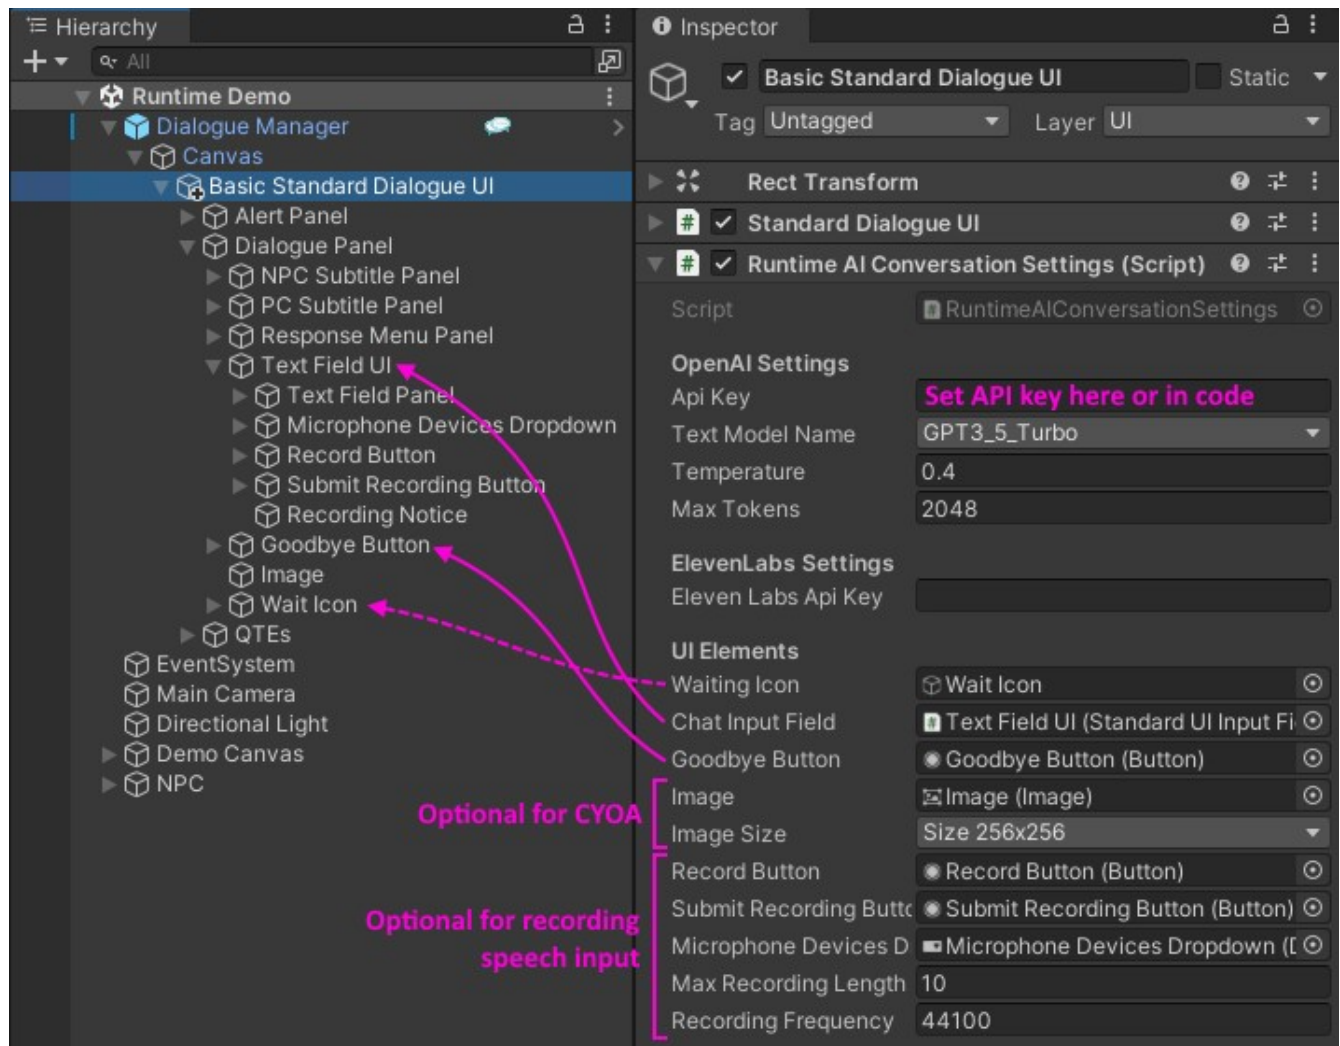 Hierarchy
All
Runtime Demo
Dialogue Manager
Canvas
Basic Standard Dialogue UI
Alert Panel
Dialogue Panel
NPC Subtitle Panel
PC Subtitle Panel
Response Menu Panel
Text Field UI
Text Field Panel
Microphone Devices Dropdown
Record Button
Submit Recording Button
Recording Notice
Goodbye Button
Image
Wait Icon
QTEs
EventSystem
Main Camera
Directional Light
Demo Canvas
NPC
Optional for CYOA
Optional for recording
speech input
Inspector
Basic Standard Dialogue UI Static
Tag Untagged Layer UI
Rect Transform
# Standard Dialogue UI
# Runtime AI Conversation Settings (Script)
Script RuntimeAIConversationSettings
OpenAI Settings
Api Key Set API key here or in code
Text Model Name GPT3_5_Turbo
Temperature 0.4
Max Tokens 2048
ElevenLabs Settings
Eleven Labs Api Key
UI Elements
Waiting Icon Wait Icon
Chat Input Field Text Field UI (Standard UI Input Fi
Goodbye Button Goodbye Button (Button)
Image Image (Image)
Image Size Size 256x256
Record Button Record Button (Button)
Submit Recording Butto Submit Recording Button (Button)
Microphone Devices D Microphone Devices Dropdown (D
Max Recording Length 10
Recording Frequency 44100